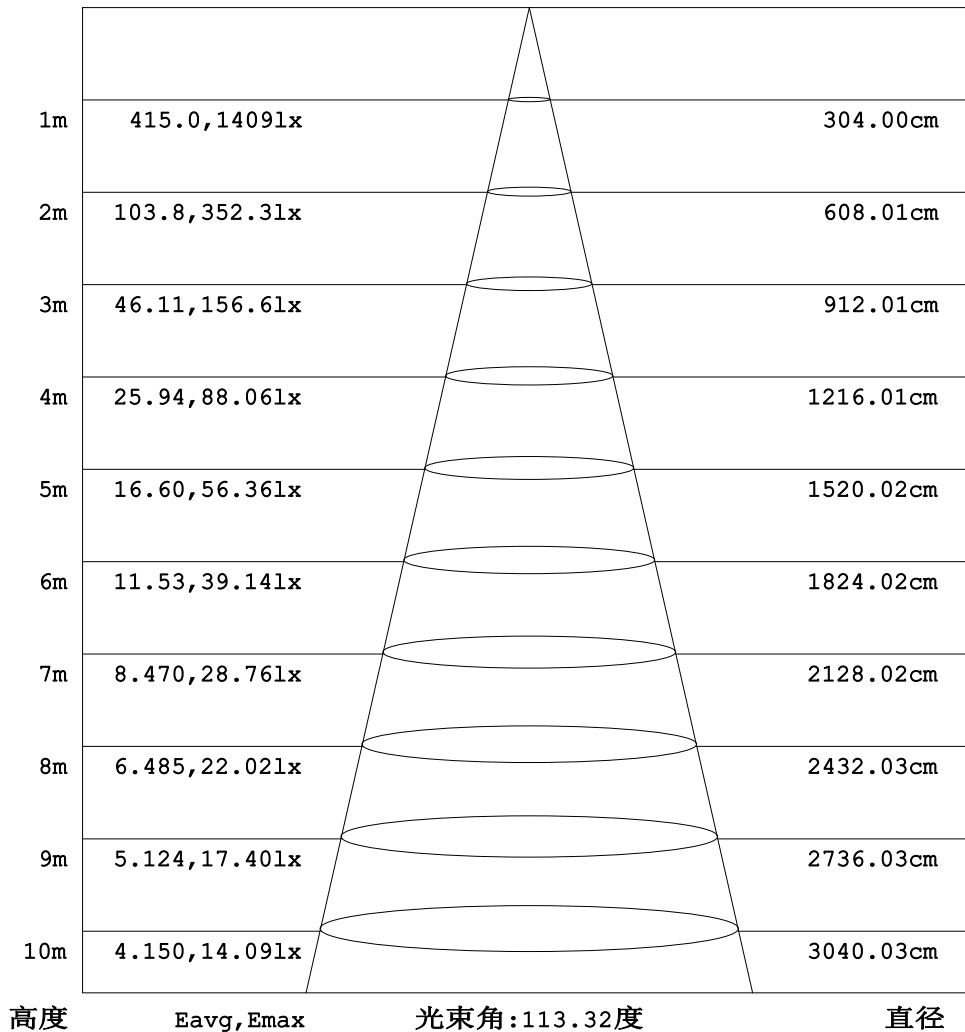 1m 415.0,1409lx 304.00cm
2m 103.8,352.3lx 608.01cm
3m 46.11,156.6lx 912.01cm
4m 25.94,88.06lx 1216.01cm
5m 16.60,56.36lx 1520.02cm
6m 11.53,39.14lx 1824.02cm
7m 8.470,28.76lx 2128.02cm
8m 6.485,22.02lx 2432.03cm
9m 5.124,17.40lx 2736.03cm
10m 4.150,14.09lx 3040.03cm
高度 Eavg,Emax 光束角:113.32度 直径